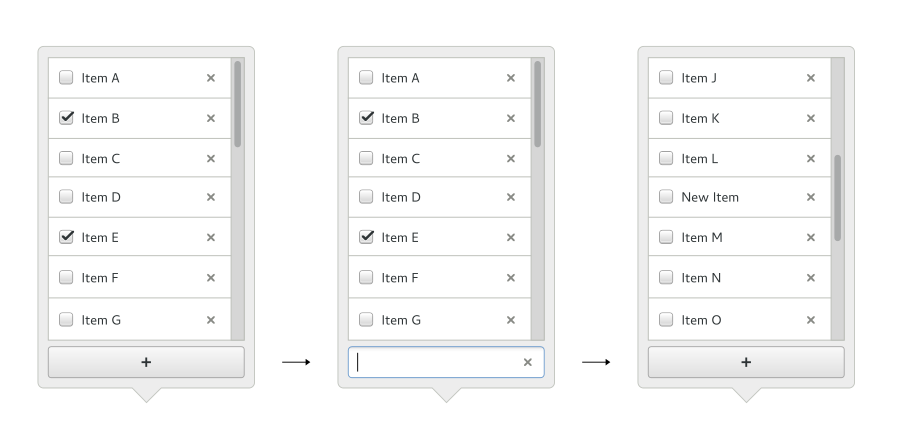 Item A
Item B
Item C
Item D
Item E
Item F
Item G
+
Item A
Item B
Item C
Item D
Item E
Item F
Item G
Item J
Item K
Item L
New Item
Item M
Item N
Item O
+